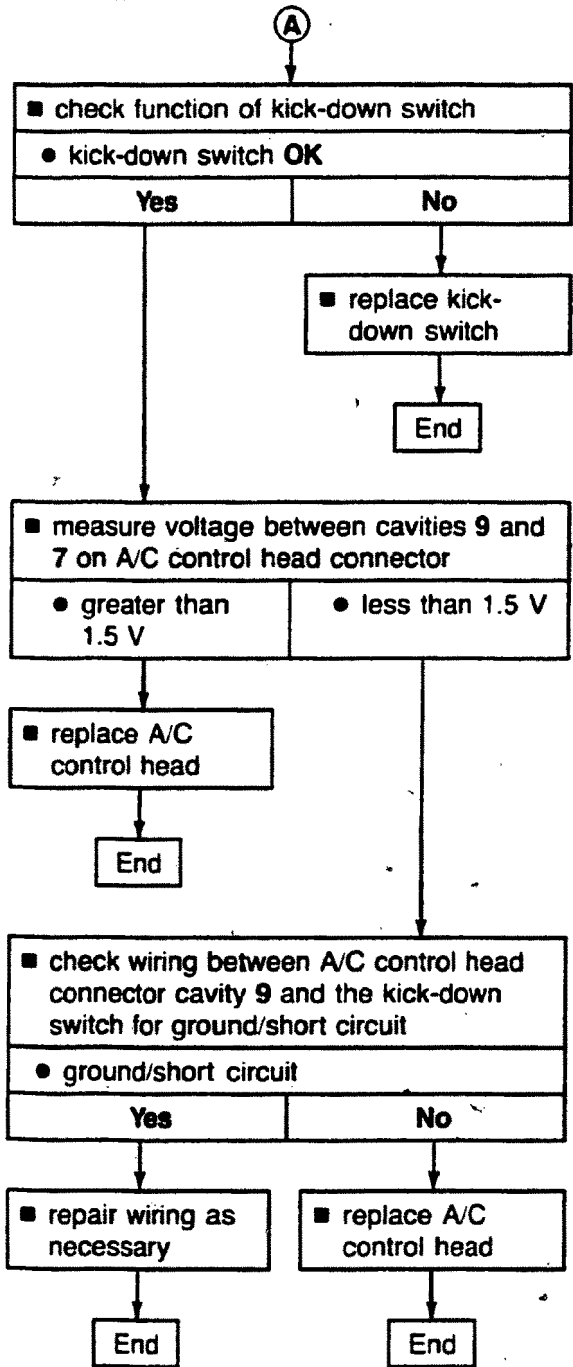 A
■ check function of kick-down switch
● kick-down switch OK
Yes
No
■ replace kick-
down switch
End
■ measure voltage between cavities 9 and
7 on A/C control head connector
● greater than
1.5 V
● less than 1.5 V
■ replace A/C
control head
End
■ check wiring between A/C control head
connector cavity 9 and the kick-down
switch for ground/short circuit
● ground/short circuit
Yes
No
■ repair wiring as
necessary
■ replace A/C
control head
End
End